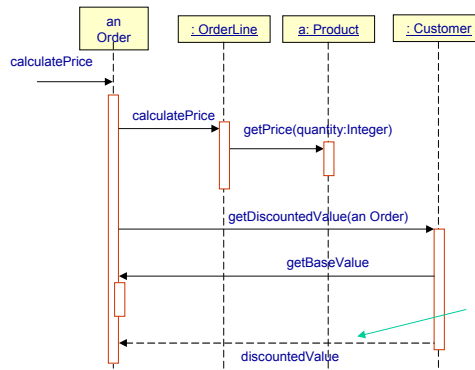 an
Order
: OrderLine
a: Product
: Customer
calculatePrice
calculatePrice
getPrice(quantity:Integer)
getDiscountedValue(an Order)
getBaseValue
discountedValue